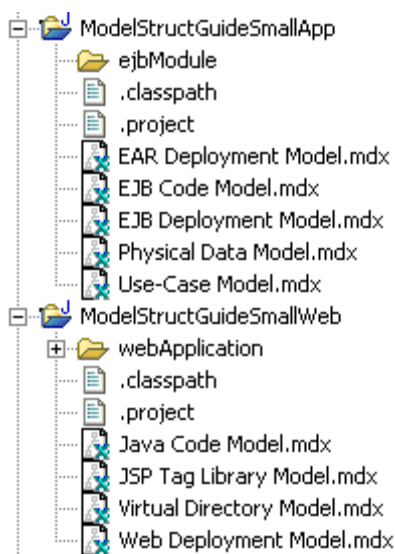 ModelStructGuideSmallApp
ejbModule
.classpath
.project
EAR Deployment Model.mdx
EJB Code Model.mdx
EJB Deployment Model.mdx
Physical Data Model.mdx
Use-Case Model.mdx
ModelStructGuideSmallWeb
webApplication
.classpath
.project
Java Code Model.mdx
JSP Tag Library Model.mdx
Virtual Directory Model.mdx
Web Deployment Model.mdx